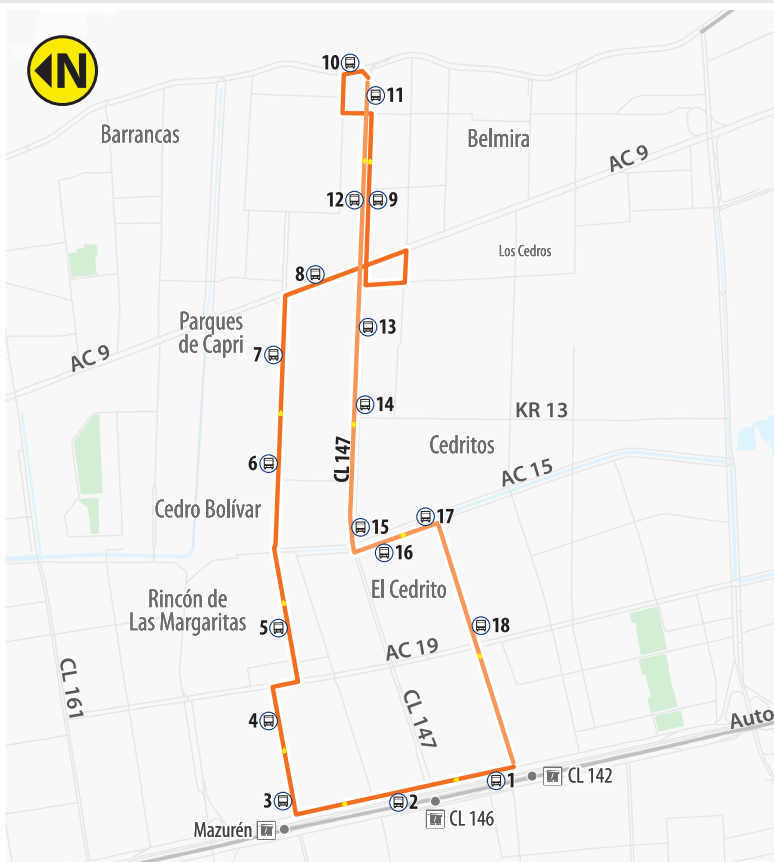 N
10
11
Barrancas
Belmira
AC 9
12
9
Los Cedros
8
Parques
de Capri
13
7
AC 9
14
KR 13
CL 147
Cedritos
6
AC 15
Cedro Bolívar
17
15
16
El Cedrito
Rincón de
Las Margaritas
5
18
AC 19
CL 161
CL 147
4
Auto
1
CL 142
3
2
CL 146
Mazurén